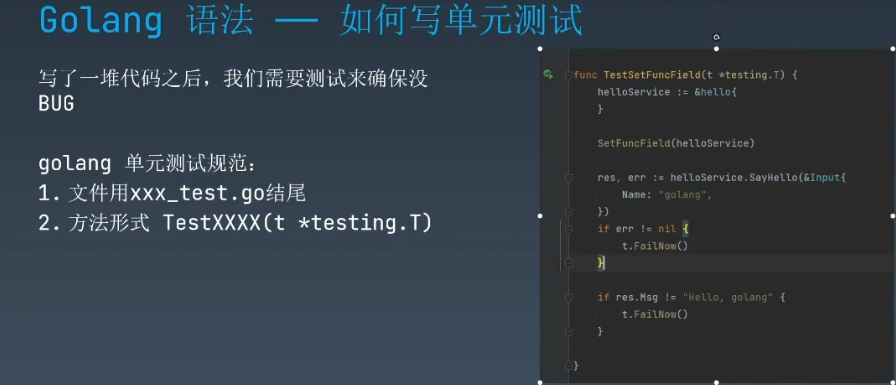 Golang 语法 —— 如何写单元测试
写了一堆代码之后，我们需要测试来确保没
BUG
golang 单元测试规范：
1. 文件用xxx_test.go结尾
2. 方法形式 TestXXXX(t *testing.T)
func TestSetFuncField(t *testing.T) {
helloService := &hello{
}
SetFuncField(helloService)
res, err := helloService.SayHello(&Input{
Name: "golang",
})
if err != nil {
t.FailNow()
}
if res.Msg != "Hello, golang" {
t.FailNow()
}
}